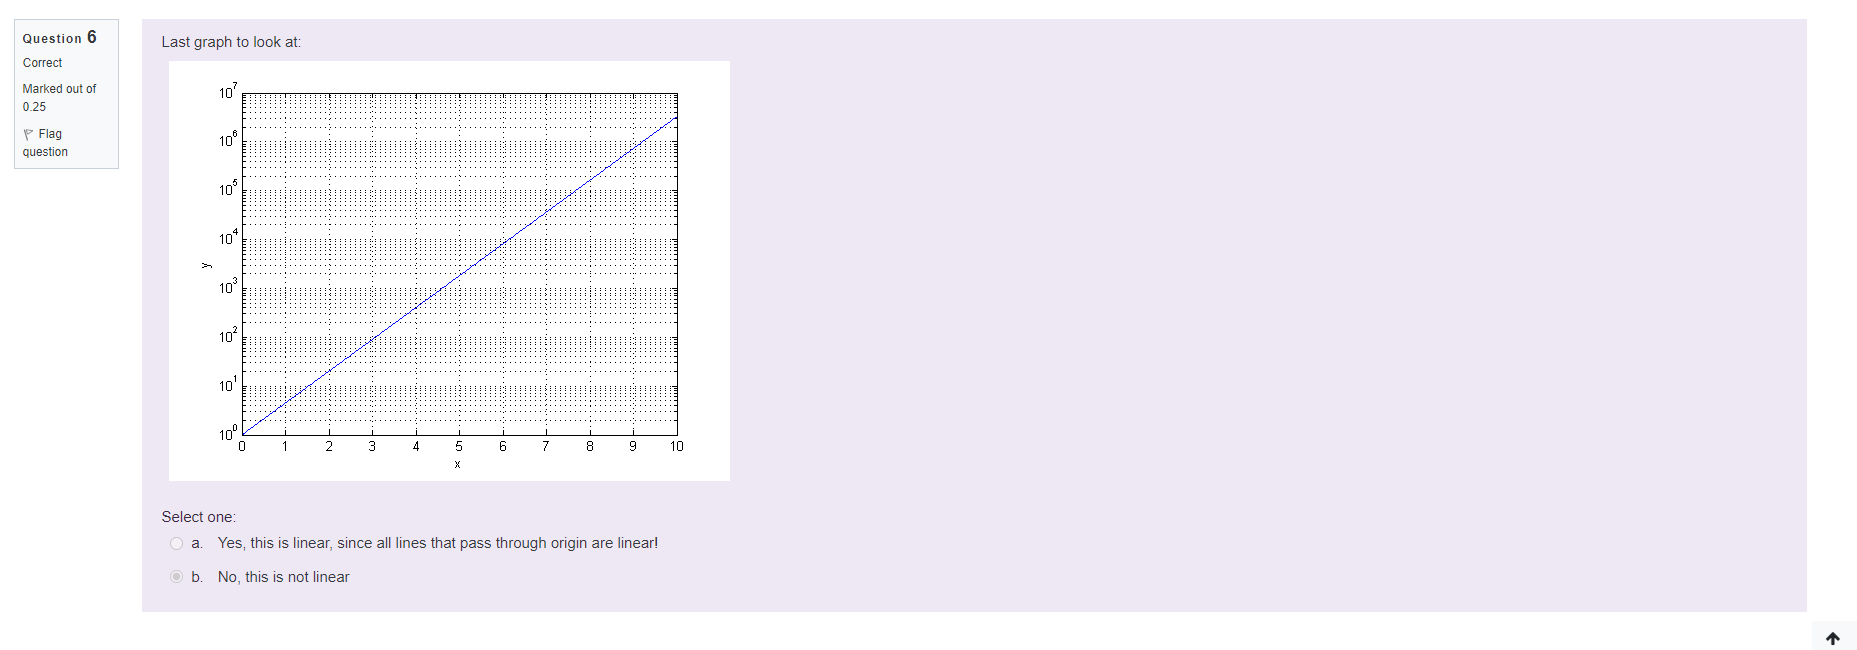 Question 6
Correct
Marked out of
0.25
Flag
question
Last graph to look at:
10^7
10^6
10^5
10^4
10^3
10^2
10^1
10^0
y
0 1 2 3 4 5 6 7 8 9 10
x
Select one:
a. Yes, this is linear, since all lines that pass through origin are linear!
b. No, this is not linear